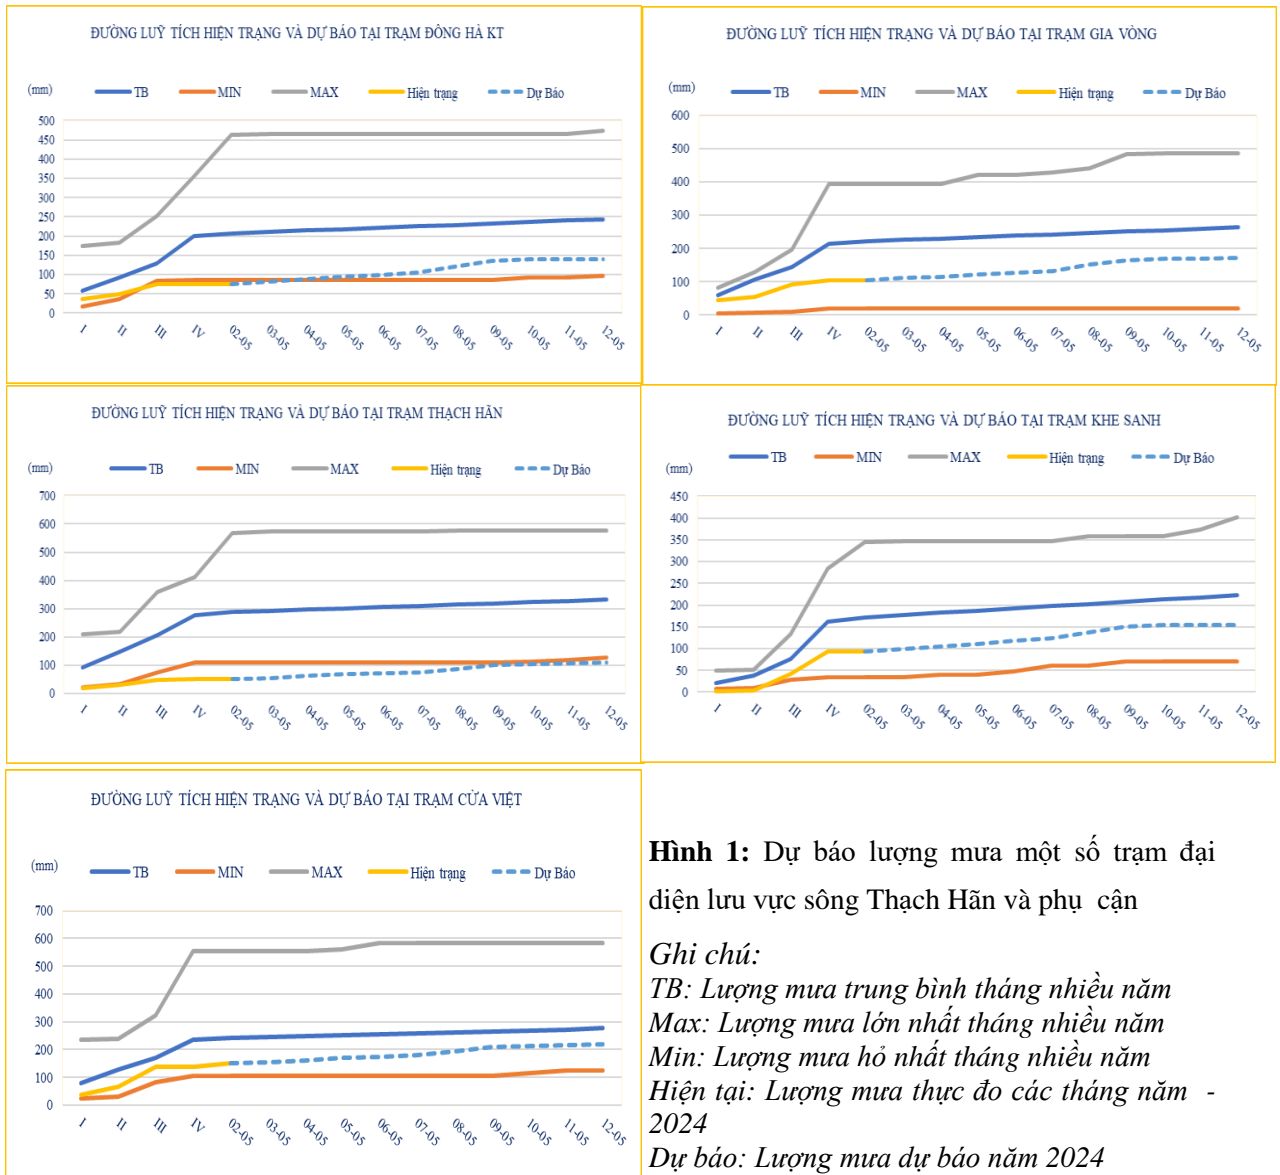 ĐƯỜNG LUỸ TÍCH HIỆN TRẠNG VÀ DỰ BÁO TẠI TRẠM ĐÔNG HÀ KT
(mm)
TB MIN MAX Hiện trạng Dự Báo
500
450
400
350
300
250
200
150
100
50
0
I II III IV 02-05 03-05 04-05 05-05 06-05 07-05 08-05 09-05 10-05 11-05 12-05
ĐƯỜNG LUỸ TÍCH HIỆN TRẠNG VÀ DỰ BÁO TẠI TRẠM GIA VÒNG
(mm)
TB MIN MAX Hiện trạng Dự Báo
600
500
400
300
200
100
0
I II III IV 02-05 03-05 04-05 05-05 06-05 07-05 08-05 09-05 10-05 11-05 12-05
ĐƯỜNG LUỸ TÍCH HIỆN TRẠNG VÀ DỰ BÁO TẠI TRẠM THẠCH HÃN
(mm)
TB MIN MAX Hiện trạng Dự Báo
700
600
500
400
300
200
100
0
I II III IV 02-05 03-05 04-05 05-05 06-05 07-05 08-05 09-05 10-05 11-05 12-05
ĐƯỜNG LUỸ TÍCH HIỆN TRẠNG VÀ DỰ BÁO TẠI TRẠM KHE SANH
(mm)
TB MIN MAX Hiện trạng Dự Báo
450
400
350
300
250
200
150
100
50
0
I II III IV 02-05 03-05 04-05 05-05 06-05 07-05 08-05 09-05 10-05 11-05 12-05
ĐƯỜNG LUỸ TÍCH HIỆN TRẠNG VÀ DỰ BÁO TẠI TRẠM CỬA VIỆT
(mm)
TB MIN MAX Hiện trạng Dự Báo
700
600
500
400
300
200
100
0
I II III IV 02-05 03-05 04-05 05-05 06-05 07-05 08-05 09-05 10-05 11-05 12-05
Hình 1: Dự báo lượng mưa một số trạm đại
diện lưu vực sông Thạch Hãn và phụ cận
Ghi chú:
TB: Lượng mưa trung bình tháng nhiều năm
Max: Lượng mưa lớn nhất tháng nhiều năm
Min: Lượng mưa hỏ nhất tháng nhiều năm
Hiện tại: Lượng mưa thực đo các tháng năm -
2024
Dự báo: Lượng mưa dự báo năm 2024